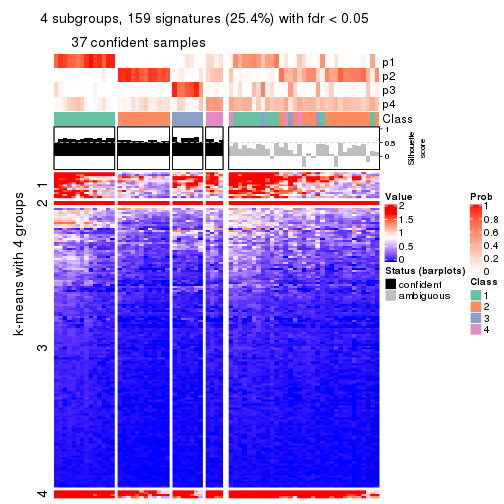 4 subgroups, 159 signatures (25.4%) with fdr < 0.05
37 confident samples
p1
p2
p3
p4
Class
1
0.5
0
Silhouette
score
k-means with 4 groups
1
2
3
4
Value
2
1.5
1
0.5
0
Status (barplots)
confident
ambiguous
Prob
1
0.8
0.6
0.4
0.2
0
Class
1
2
3
4